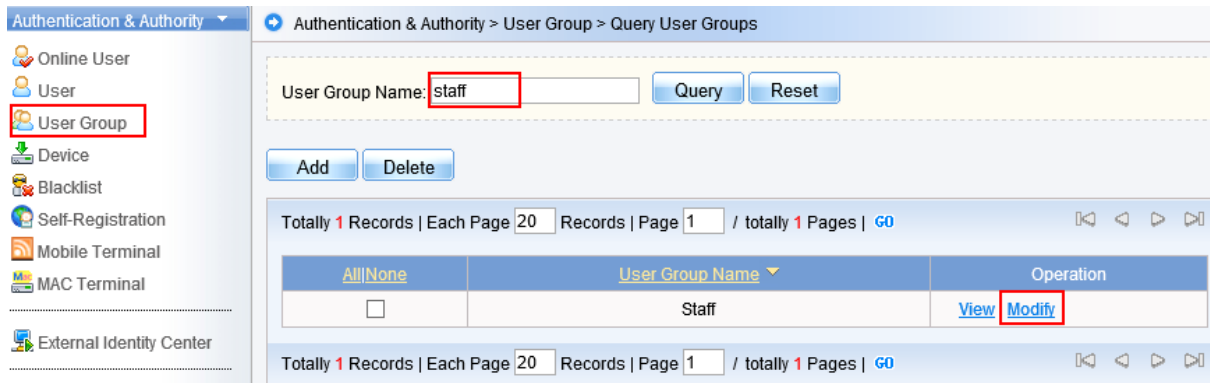 Authentication & Authority
Authentication & Authority > User Group > Query User Groups
Online User
User
User Group
Device
Blacklist
Self-Registration
Mobile Terminal
MAC Terminal
External Identity Center
User Group Name: staff Query Reset
Add Delete
Totally 1 Records | Each Page 20 Records | Page 1 / totally 1 Pages | GO
All|None User Group Name Operation
Staff View Modify
Totally 1 Records | Each Page 20 Records | Page 1 / totally 1 Pages | GO